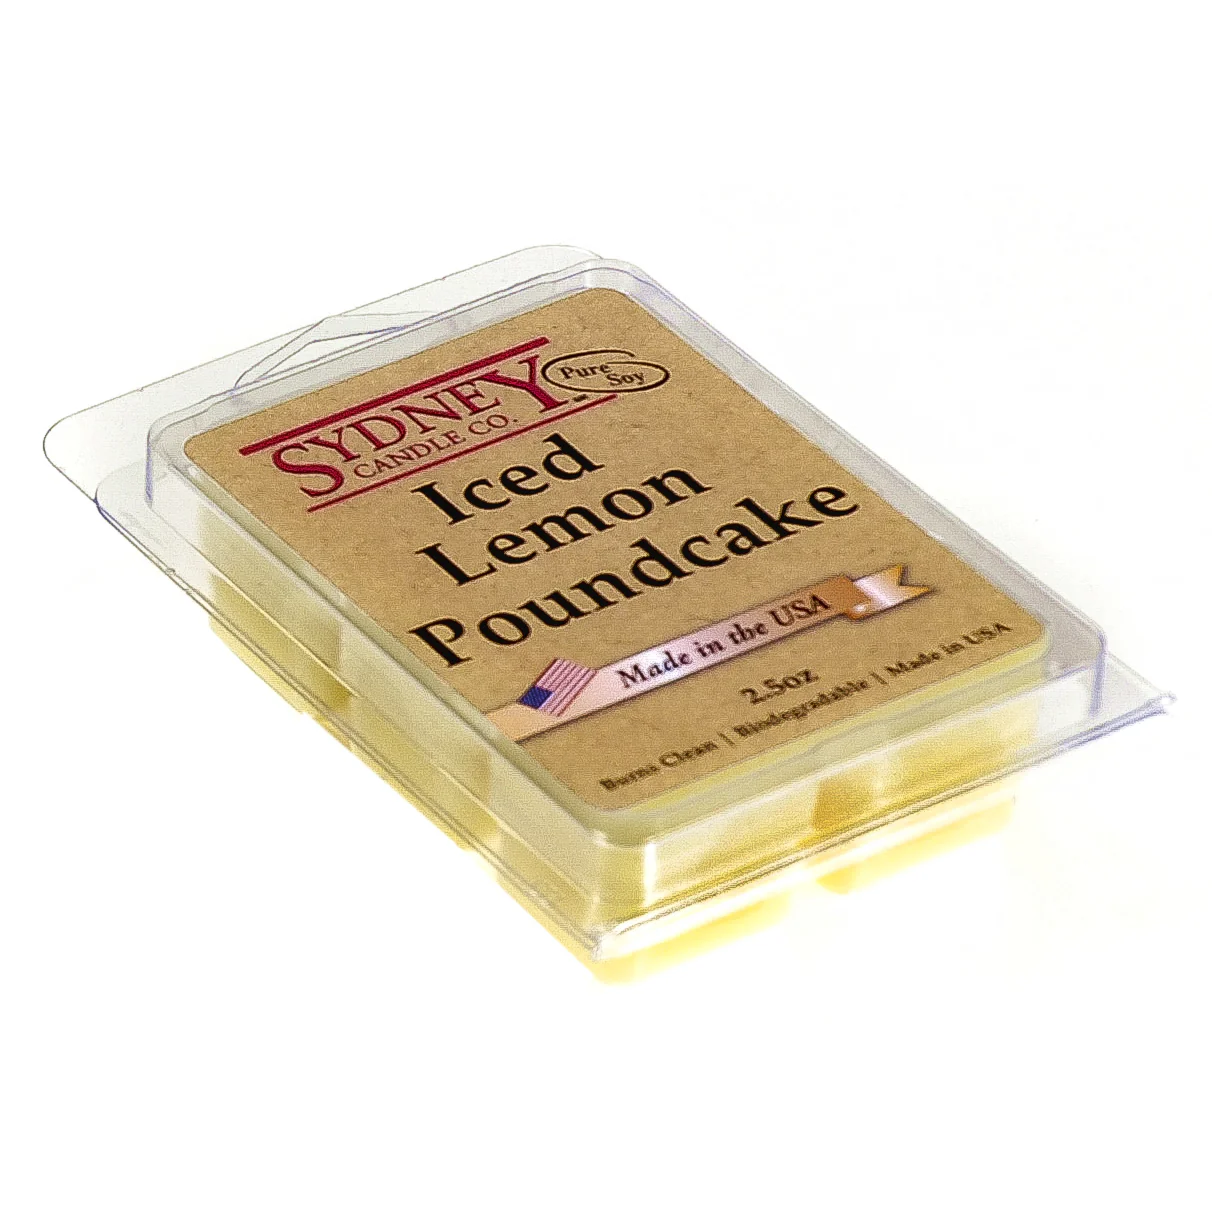 SYDNEY
CANDLE CO.
Pure
Soy
Iced
Lemon
Poundcake
Made in the USA
2.5oz
Burns Clean | Biodegradable | Made in USA